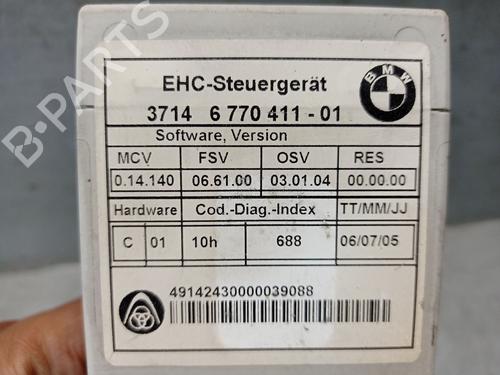 B-PARTS
EHC-Steuergerät
BMW
3714 6 770 411 - 01
Software, Version
MCV FSV OSV RES
0.14.140 06.61.00 03.01.04 00.00.00
Hardware Cod.-Diag.-Index TT/MM/JJ
C 01 10h 688 06/07/05
49142430000039088